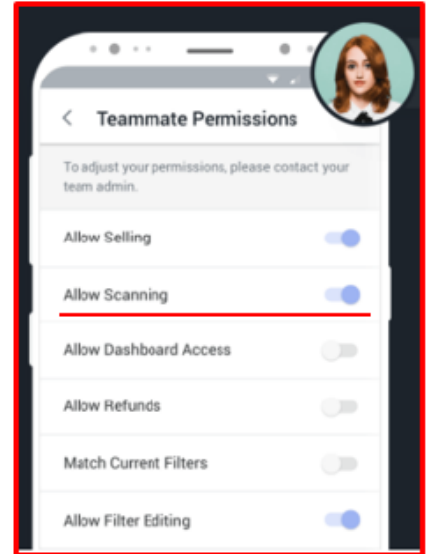 Teammate Permissions
To adjust your permissions, please contact your
team admin.
Allow Selling
Allow Scanning
Allow Dashboard Access
Allow Refunds
Match Current Filters
Allow Filter Editing